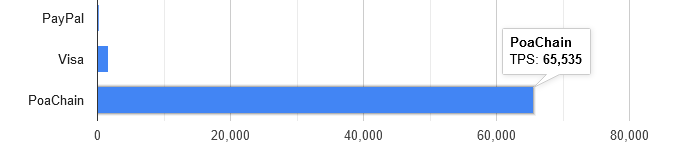 PayPal
Visa
PoaChain
PoaChain
TPS: 65,535
0 20,000 40,000 60,000 80,000